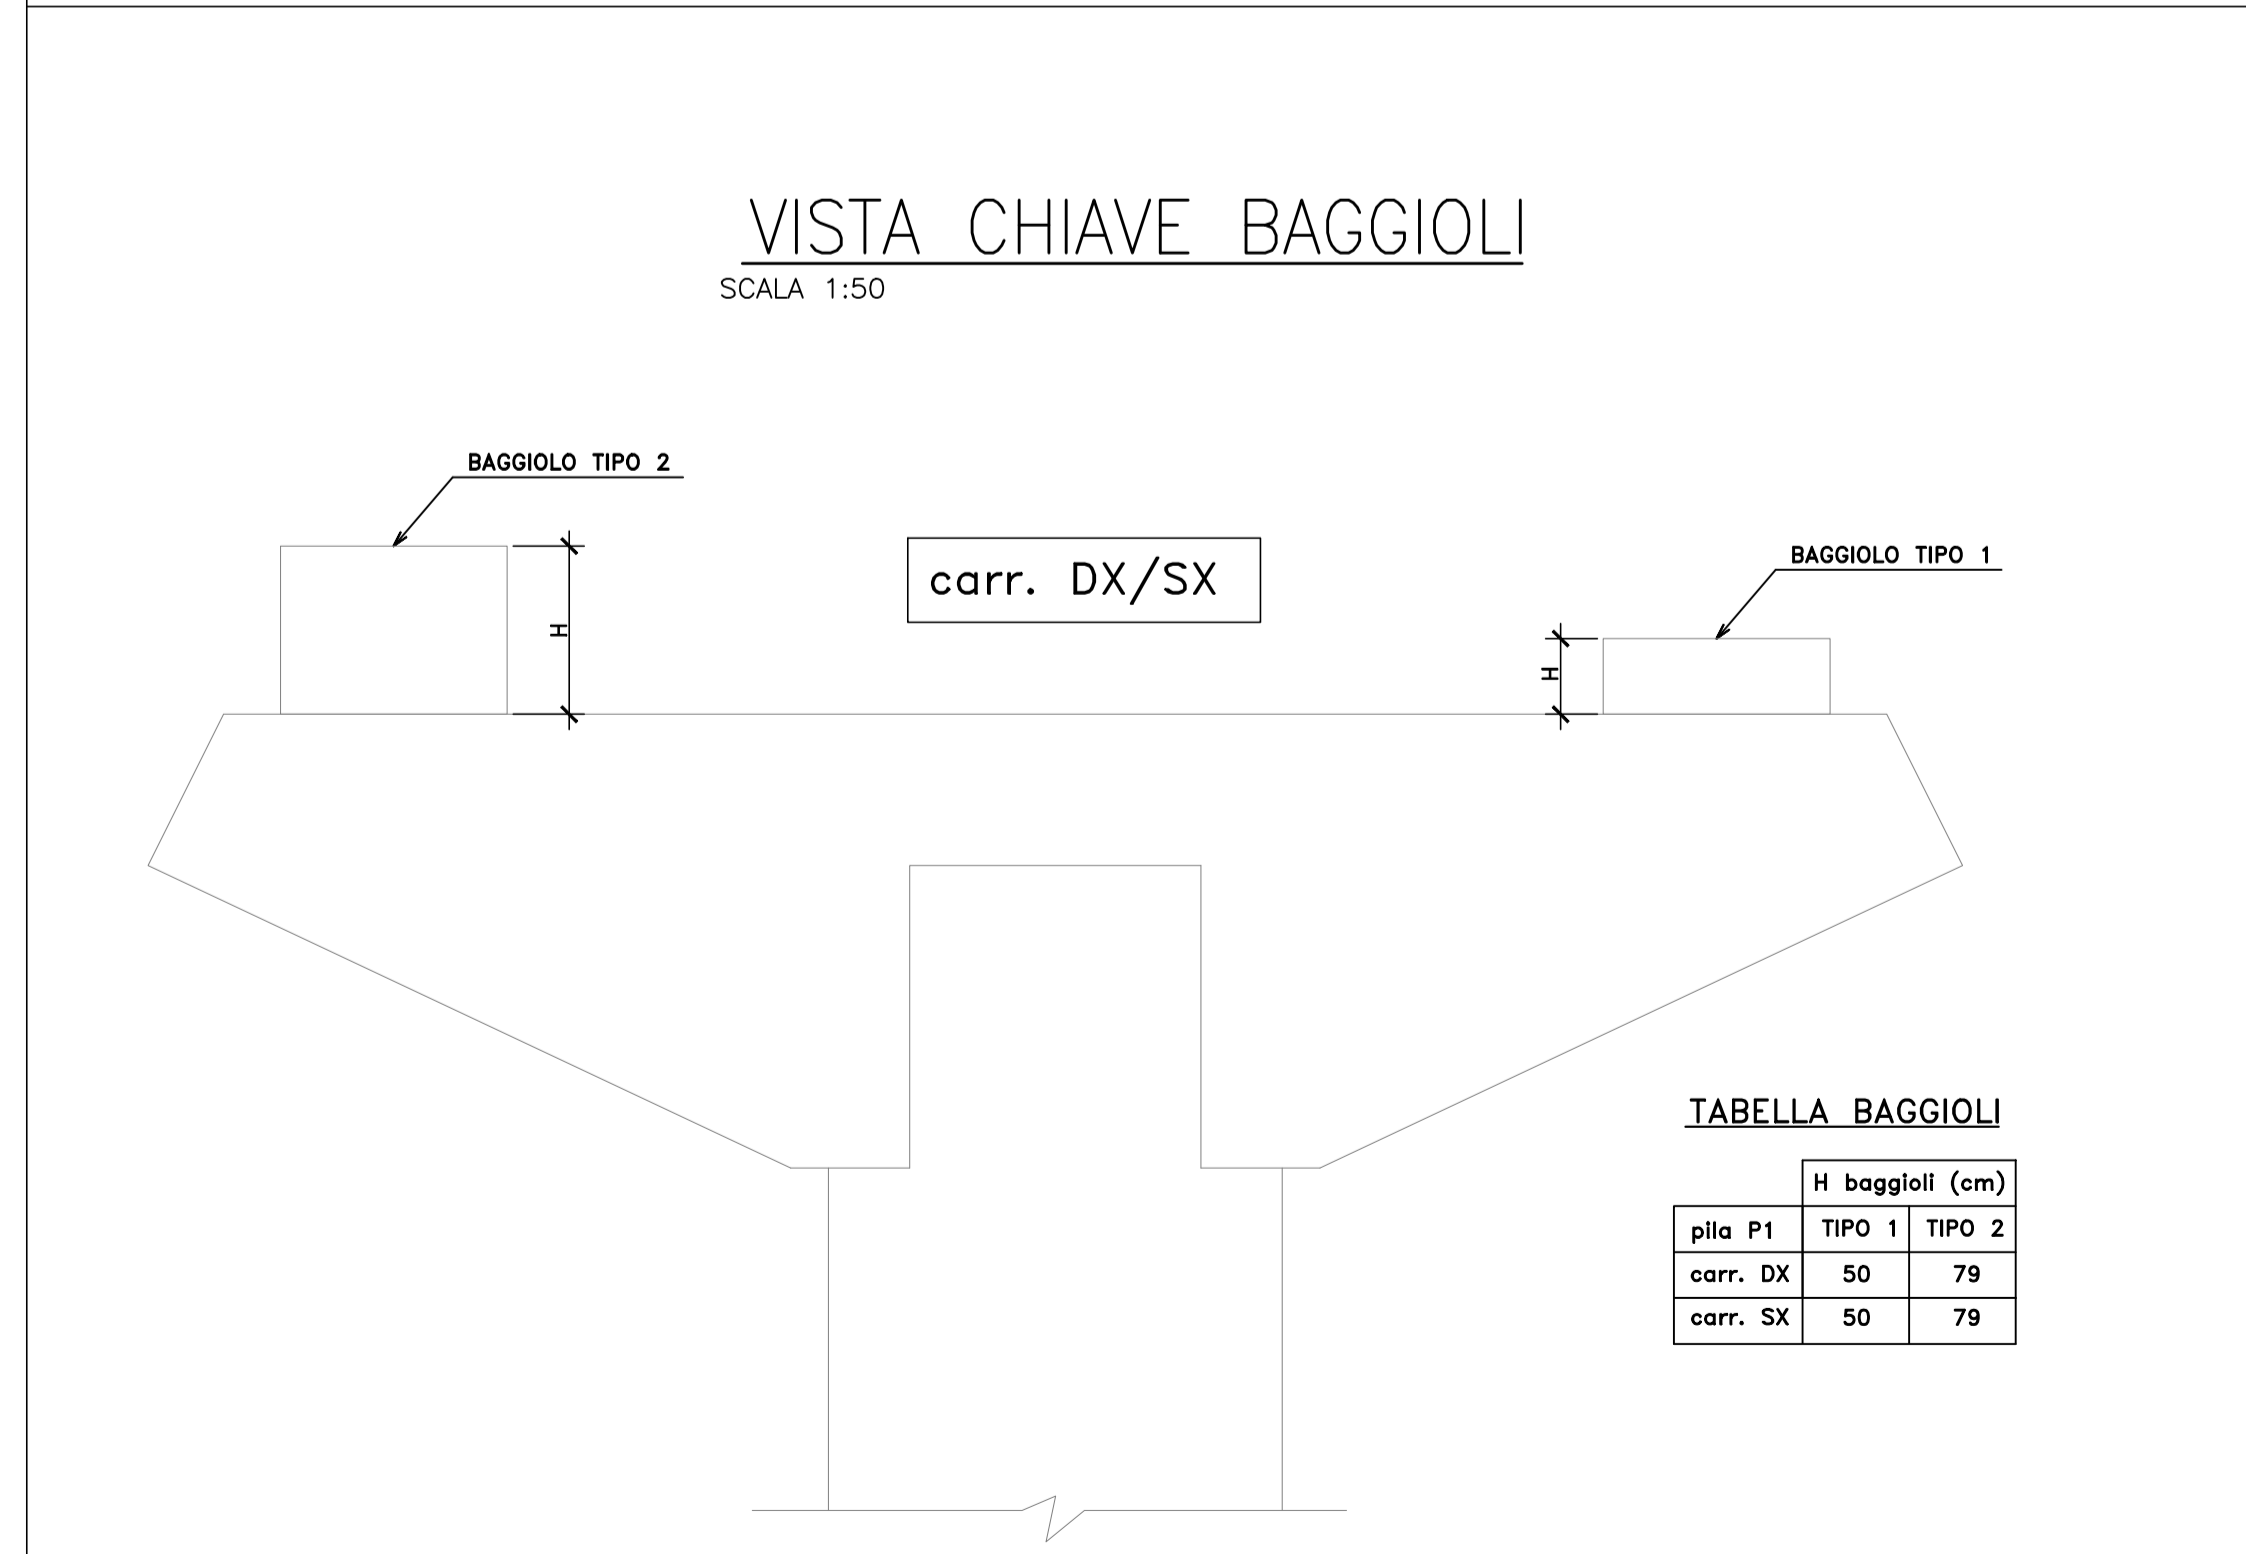 VISTA CHIAVE BAGGIOLI
SCALA 1:50
BAGGIOLO TIPO 2
carr. DX/SX
BAGGIOLO TIPO 1
H
H
TABELLA BAGGIOLI
H baggioli (cm)
pila P1 TIPO 1 TIPO 2
carr. DX 50 79
carr. SX 50 79